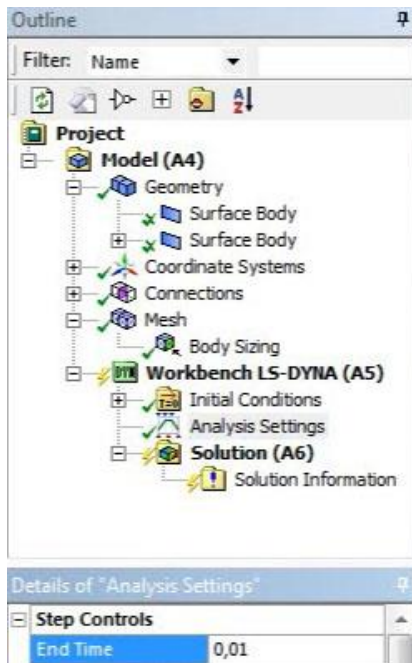 Outline
Filter: Name
A
Z
Project
Model (A4)
Geometry
Surface Body
Surface Body
Coordinate Systems
Connections
Mesh
Body Sizing
DYN Workbench LS-DYNA (A5)
T=0 Initial Conditions
Analysis Settings
Solution (A6)
Solution Information
Details of "Analysis Settings"
Step Controls
End Time 0,01